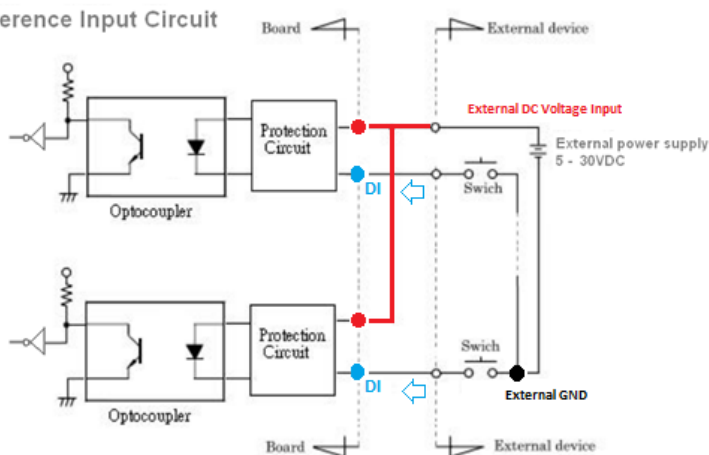 erence Input Circuit
Board
External device
External DC Voltage Input
Protection
Circuit
External power supply
5 - 30VDC
DI
Swich
Optocoupler
Protection
Circuit
Swich
DI
External GND
Optocoupler
Board
External device